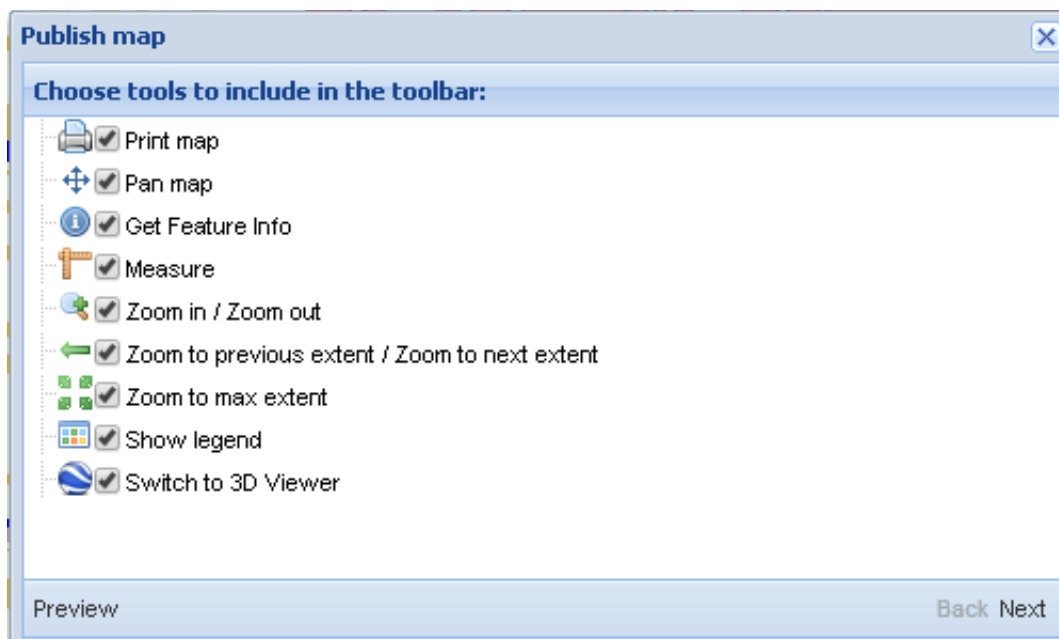 Publish map
Choose tools to include in the toolbar:
Print map
Pan map
Get Feature Info
Measure
Zoom in / Zoom out
Zoom to previous extent / Zoom to next extent
Zoom to max extent
Show legend
Switch to 3D Viewer
Preview Back Next